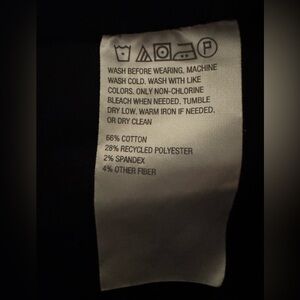 P
WASH BEFORE WEARING. MACHINE
WASH COLD. WASH WITH LIKE
COLORS. ONLY NON-CHLORINE
BLEACH WHEN NEEDED. TUMBLE
DRY LOW. WARM IRON IF NEEDED.
OR DRY CLEAN
66% COTTON
28% RECYCLED POLYESTER
2% SPANDEX
4% OTHER FIBER